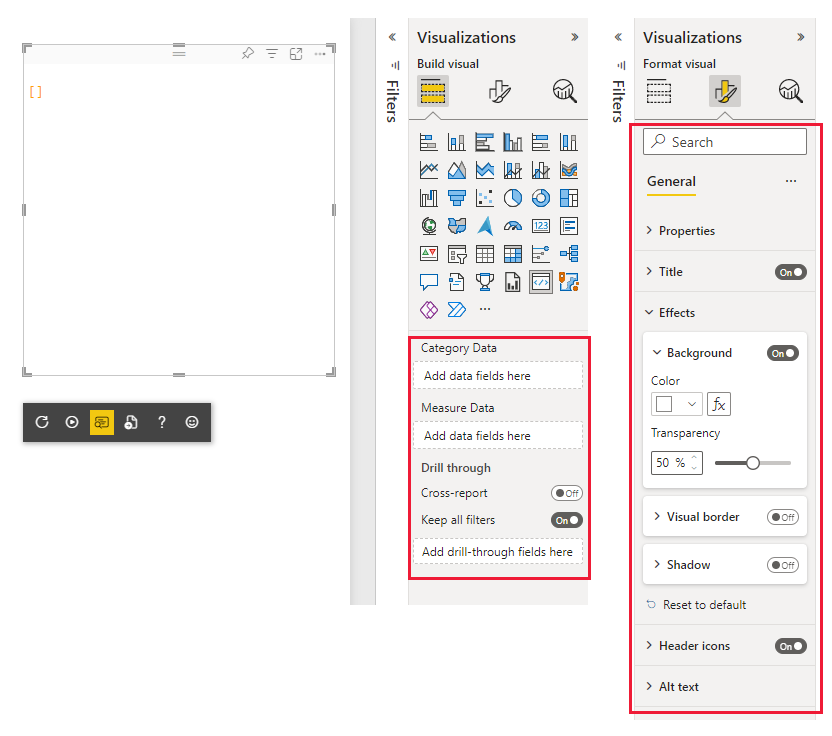 []
?
Filters
Visualizations
Build visual
123
Category Data
Add data fields here
Measure Data
Add data fields here
Drill through
Cross-report
Off
Keep all filters
On
Add drill-through fields here
Filters
Visualizations
Format visual
Search
General
Properties
Title
On
Effects
Background
On
Color
fx
Transparency
50 %
Visual border
Off
Shadow
Off
Reset to default
Header icons
On
Alt text